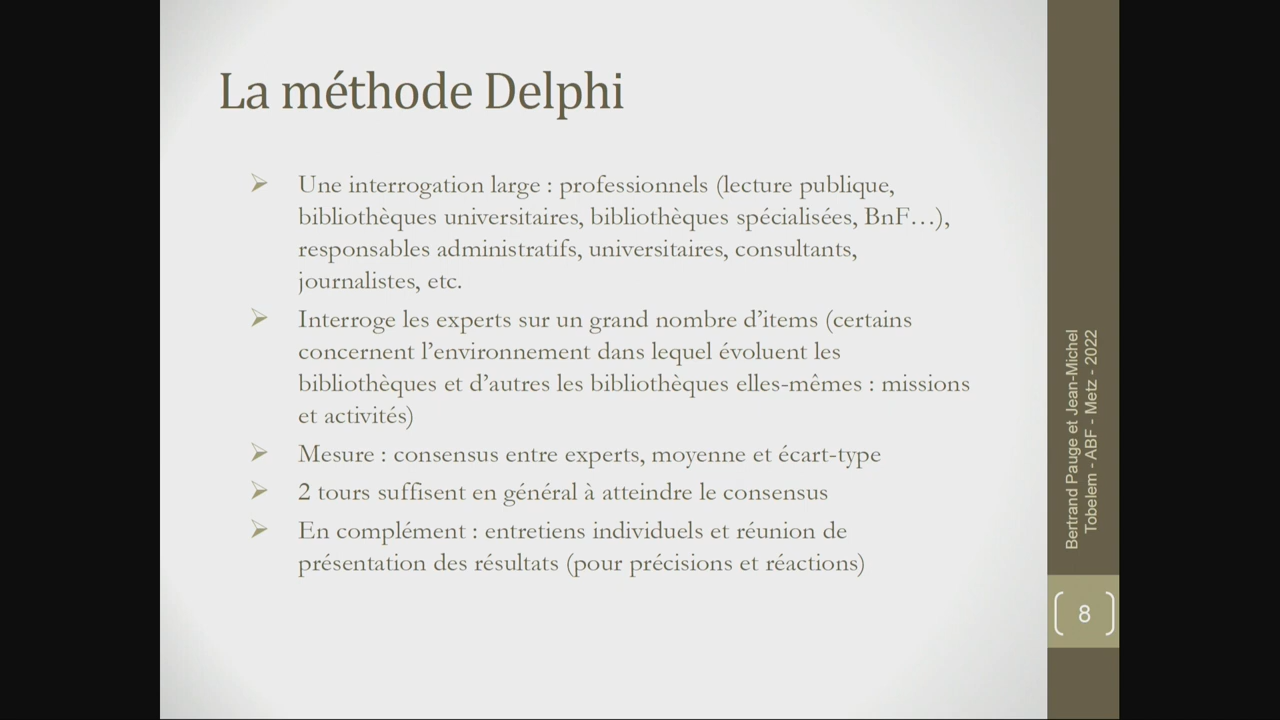 La méthode Delphi
Une interrogation large : professionnels (lecture publique,
bibliothèques universitaires, bibliothèques spécialisées, BnF…),
responsables administratifs, universitaires, consultants,
journalistes, etc.
Interroge les experts sur un grand nombre d’items (certains
concernent l’environnement dans lequel évoluent les
bibliothèques et d’autres les bibliothèques elles-mêmes : missions
et activités)
Mesure : consensus entre experts, moyenne et écart-type
2 tours suffisent en général à atteindre le consensus
En complément : entretiens individuels et réunion de
présentation des résultats (pour précisions et réactions)
Bertrand Pauge et Jean-Michel
Tobelem - ABF - Metz - 2022
8